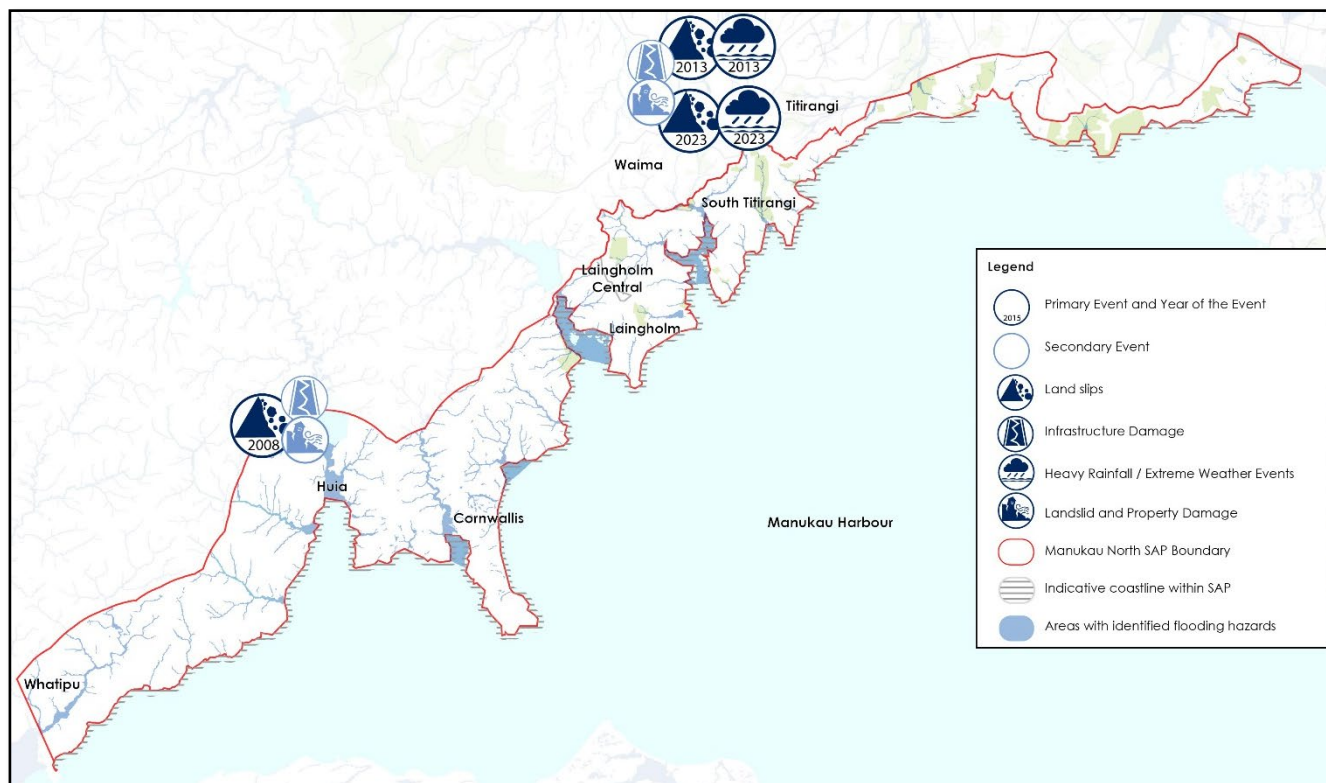 2013
2013
2023
2023
Titirangi
Waima
South Titirangi
Laingholm
Central
Laingholm
2008
Huia
Cornwallis
Manukau Harbour
Whatipu
Legend
2015
Primary Event and Year of the Event
Secondary Event
Land slips
Infrastructure Damage
Heavy Rainfall / Extreme Weather Events
Landslid and Property Damage
Manukau North SAP Boundary
Indicative coastline within SAP
Areas with identified flooding hazards